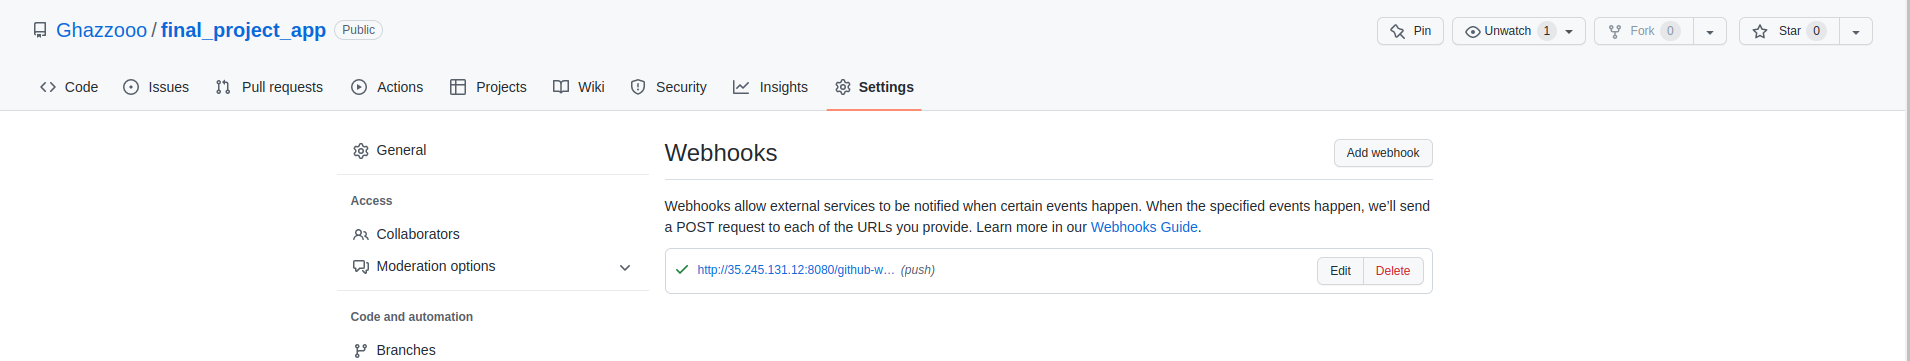 Ghazzooo / final_project_app Public
Pin
Unwatch 1
Fork 0
Star 0
Code
Issues
Pull requests
Actions
Projects
Wiki
Security
Insights
Settings
General
Access
Collaborators
Moderation options
Code and automation
Branches
Webhooks
Add webhook
Webhooks allow external services to be notified when certain events happen. When the specified events happen, we'll send
a POST request to each of the URLs you provide. Learn more in our Webhooks Guide.
http://35.245.131.12:8080/github-w... (push)
Edit
Delete